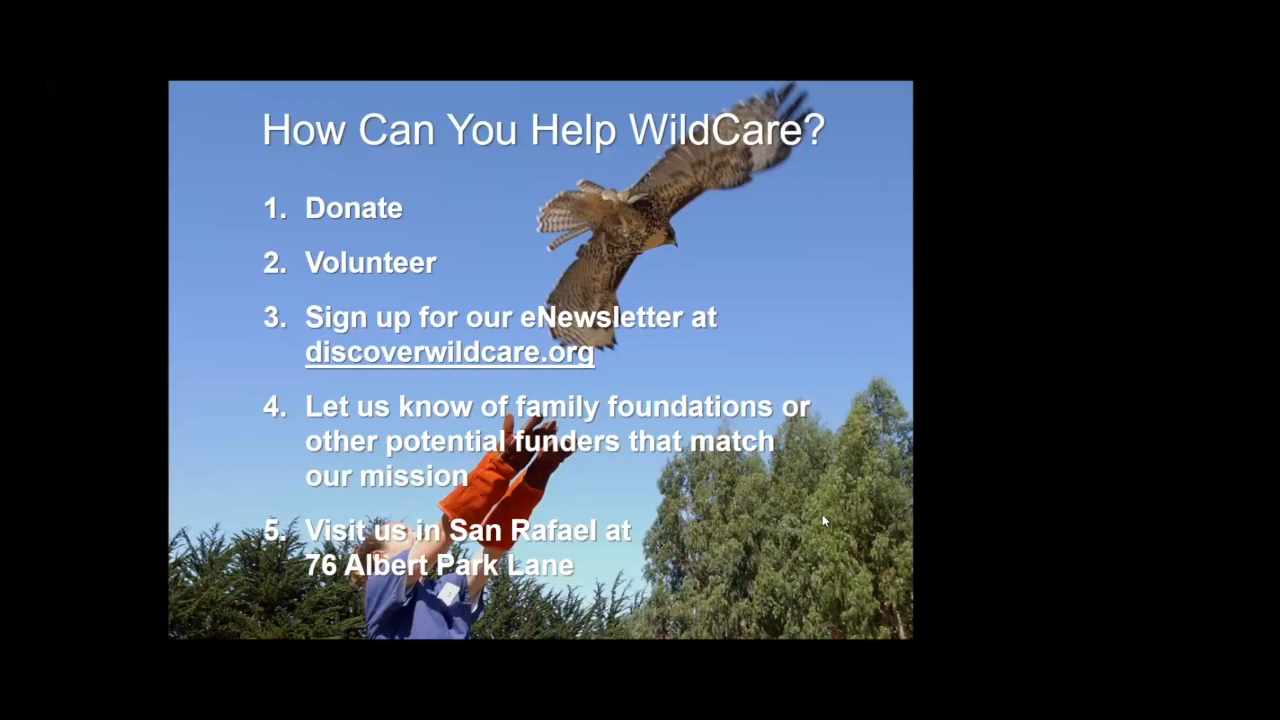 How Can You Help WildCare?
1. Donate
2. Volunteer
3. Sign up for our eNewsletter at
discoverwildcare.org
4. Let us know of family foundations or
other potential funders that match
our mission
5. Visit us in San Rafael at
76 Albert Park Lane